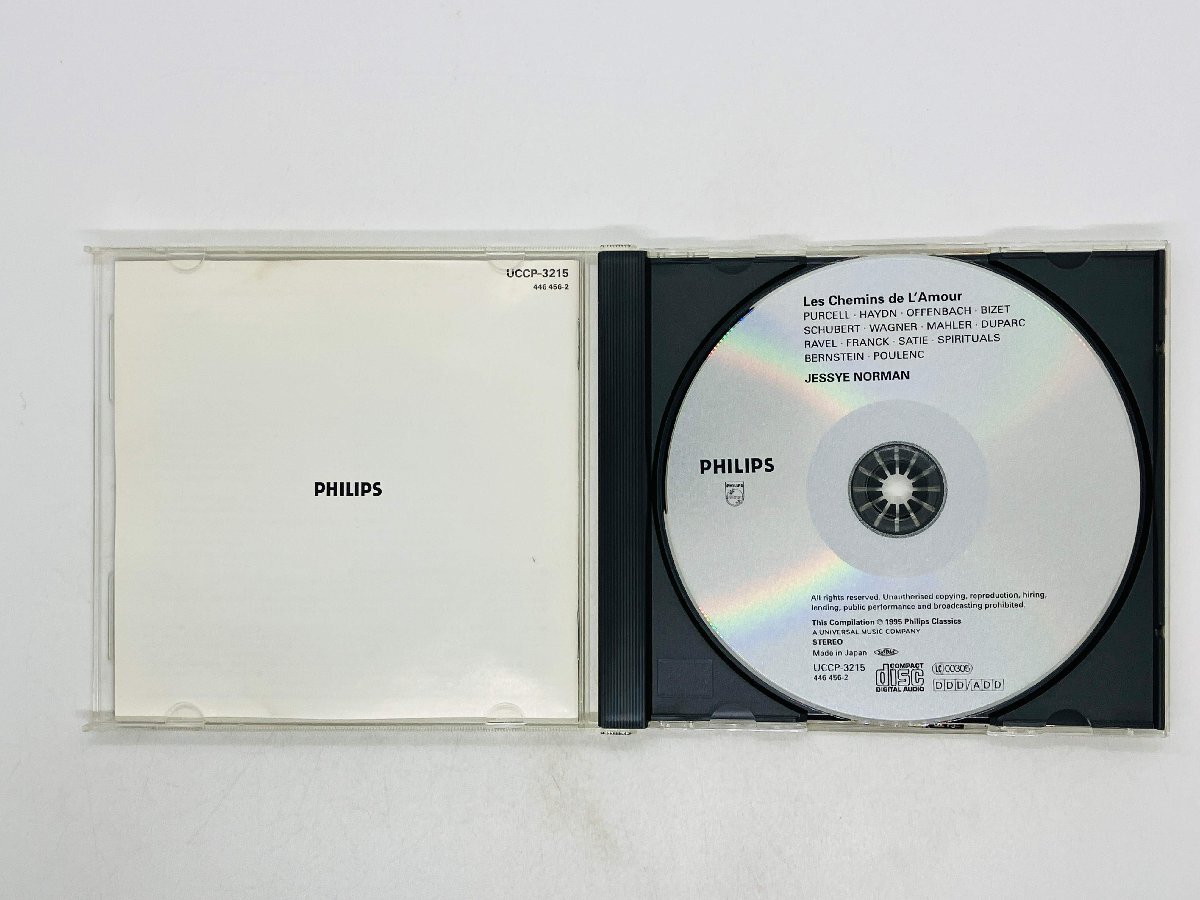 UCCP-3215
446 456-2
PHILIPS
Les Chemins de L'Amour
PURCELL · HAYDN · OFFENBACH · BIZET
SCHUBERT · WAGNER · MAHLER · DUPARC
RAVEL · FRANCK · SATIE · SPIRITUALS
BERNSTEIN · POULENC
JESSYE NORMAN
PHILIPS
PHILIPS
All rights reserved. Unauthorised copying, reproduction, hiring,
lending, public performance and broadcasting prohibited.
This Compilation ℗ 1995 Philips Classics
A UNIVERSAL MUSIC COMPANY
STEREO
Made in Japan
UCCP-3215
446 456-2
COMPACT
disc
DIGITAL AUDIO
LC 00305
DDD/ADD